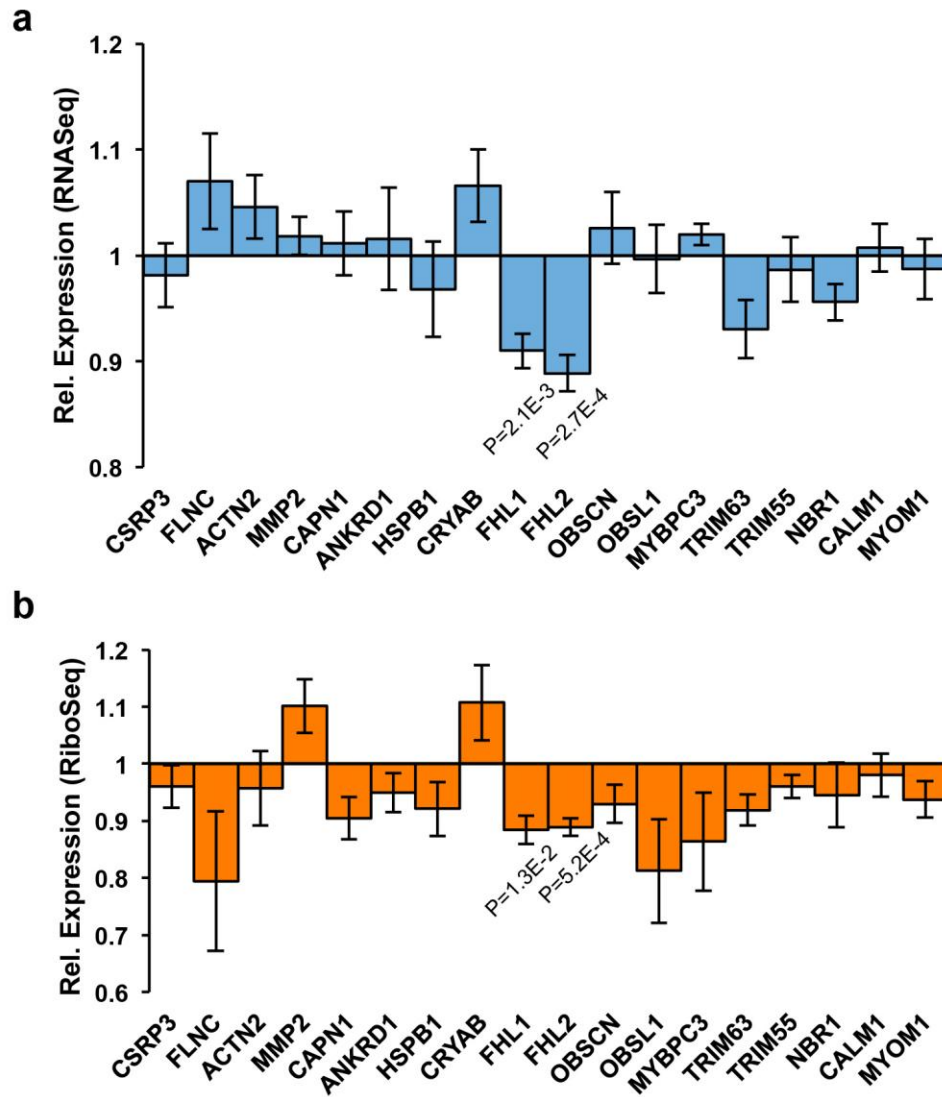 a
Rel. Expression (RNASeq)
1.2
1.1
1
0.9
0.8
P=2.1E-3
P=2.7E-4
CSRP3
FLNC
ACTN2
MMP2
CAPN1
ANKRD1
HSPB1
CRYAB
FHL1
FHL2
OBSCN
OBSL1
MYBPC3
TRIM63
TRIM55
NBR1
CALM1
MYOM1
b
Rel. Expression (RiboSeq)
1.2
1.1
1
0.9
0.8
0.7
0.6
P=1.3E-2
P=5.2E-4
CSRP3
FLNC
ACTN2
MMP2
CAPN1
ANKRD1
HSPB1
CRYAB
FHL1
FHL2
OBSCN
OBSL1
MYBPC3
TRIM63
TRIM55
NBR1
CALM1
MYOM1